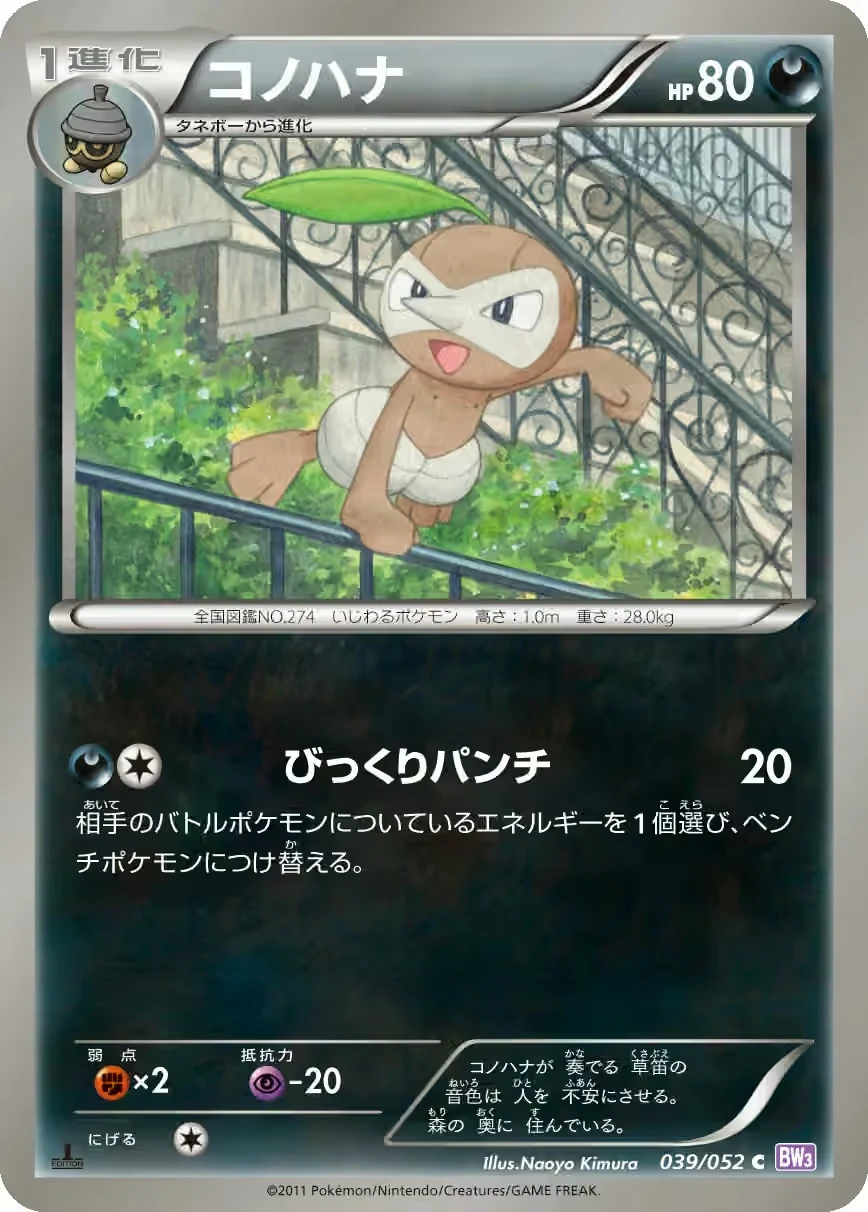 1進化
コノハナ
HP80
タネボーから進化
全国図鑑NO.274 いじわるポケモン 高さ：1.0m 重さ：28.0kg
びっくりパンチ 20
相手のバトルポケモンについているエネルギーを1個選び、ベン
チポケモンにつけ替える。
弱点 抵抗力
×2 -20
にげる
コノハナが 奏でる 草笛の
音色は 人を 不安にさせる。
森の 奥に 住んでいる。
1 EDITION
Illus.Naoyo Kimura 039/052 C BW3
©2011 Pokémon/Nintendo/Creatures/GAME FREAK.